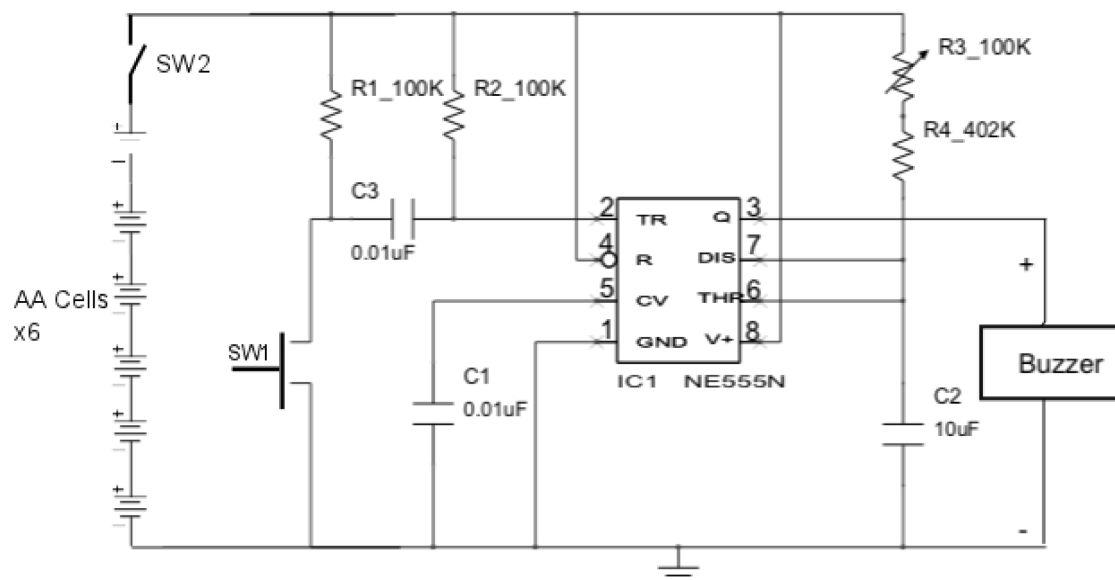 SW2
R3_100K
R1_100K
R2_100K
R4_402K
C3
0.01uF
AA Cells
x6
SW1
C1
0.01uF
2
4
5
1
TR
R
CV
GND
Q
DIS
THR
V+
3
7
6
8
IC1 NE555N
C2
10uF
+
Buzzer
-
+
-
+
-
+
-
+
-
+
-
+
-